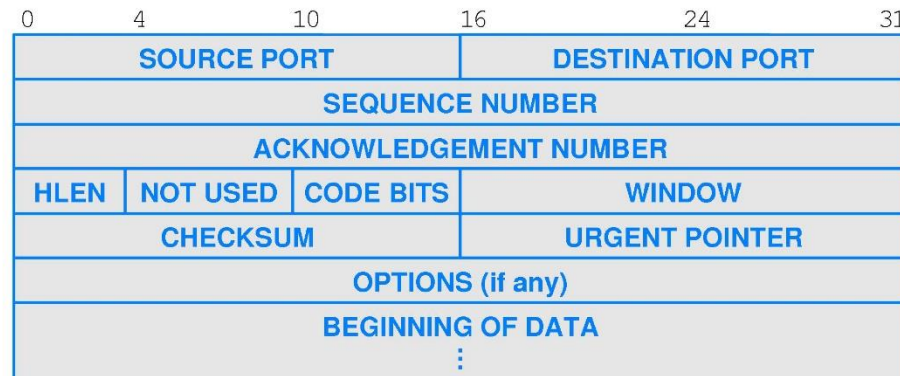 0 4 10 16 24 31
SOURCE PORT DESTINATION PORT
SEQUENCE NUMBER
ACKNOWLEDGEMENT NUMBER
HLEN NOT USED CODE BITS WINDOW
CHECKSUM URGENT POINTER
OPTIONS (if any)
BEGINNING OF DATA
⋮